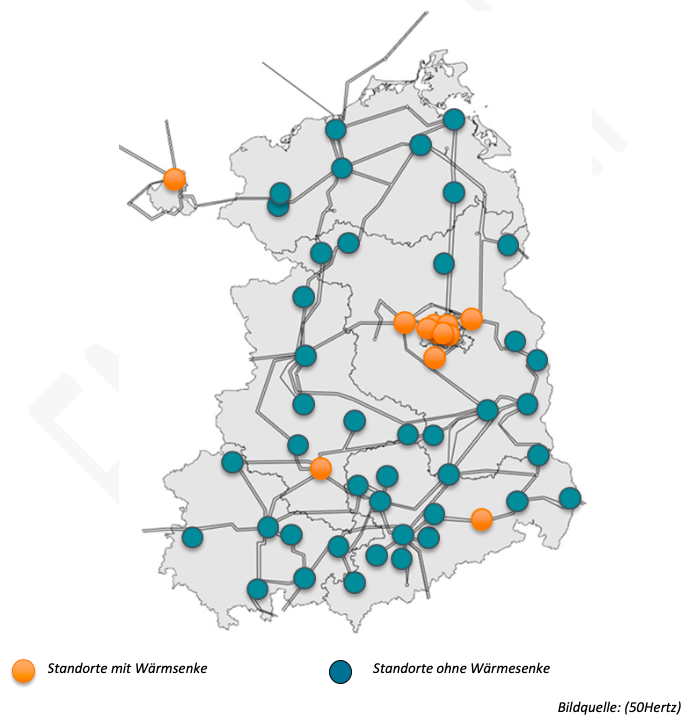 Standorte mit Wärmsenke
Standorte ohne Wärmesenke
Bildquelle: (50Hertz)